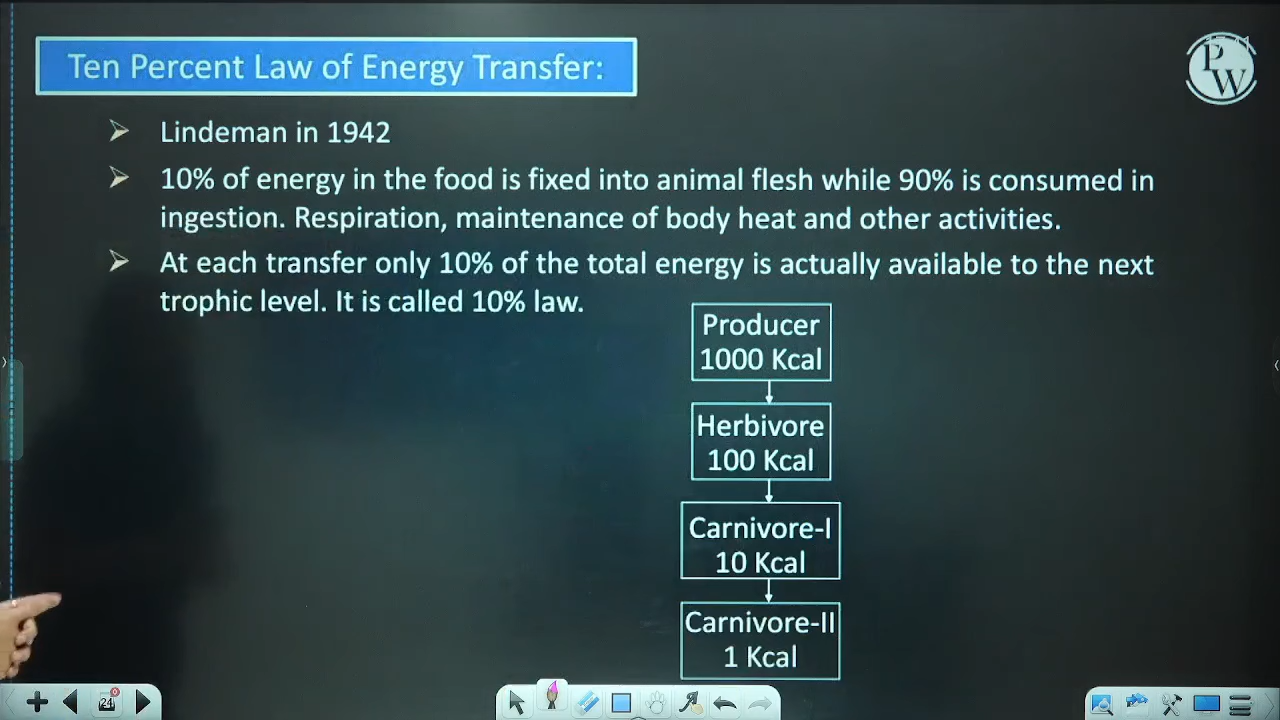 Ten Percent Law of Energy Transfer:
PW
Lindeman in 1942
10% of energy in the food is fixed into animal flesh while 90% is consumed in
ingestion. Respiration, maintenance of body heat and other activities.
At each transfer only 10% of the total energy is actually available to the next
trophic level. It is called 10% law.
Producer
1000 Kcal
Herbivore
100 Kcal
Carnivore-I
10 Kcal
Carnivore-II
1 Kcal
24